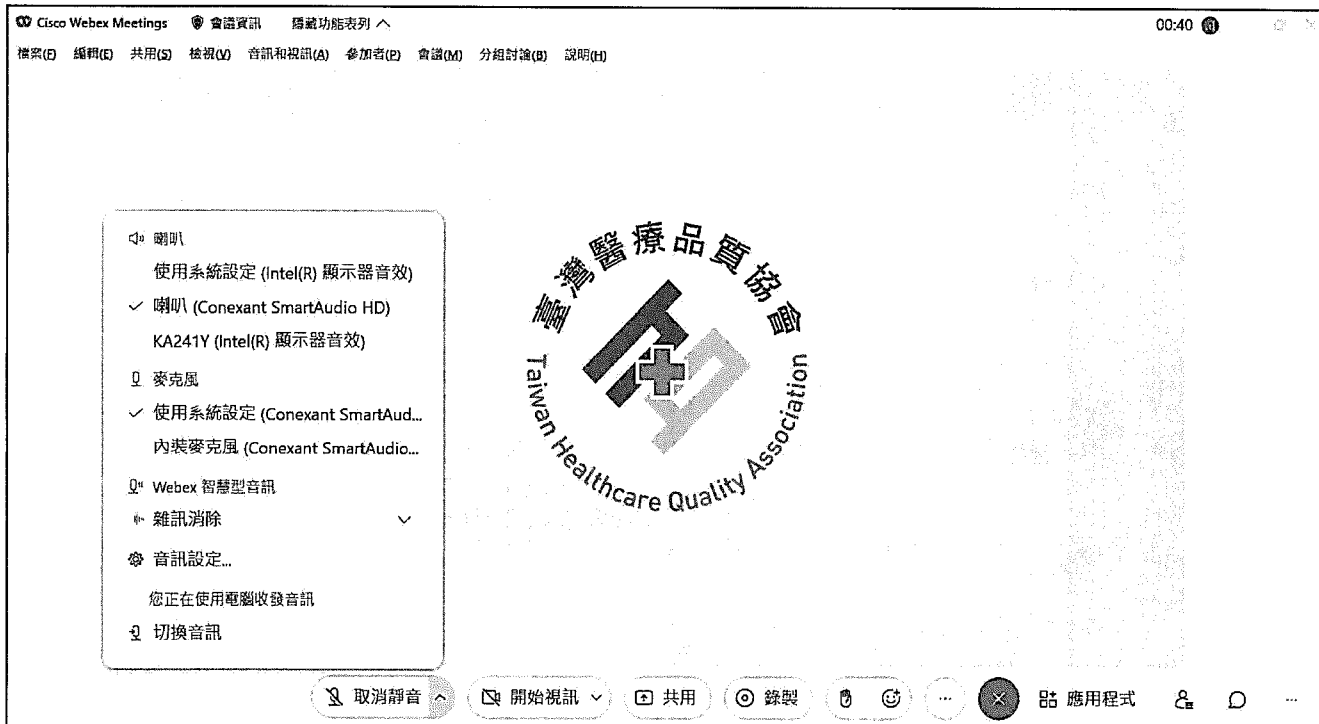 Cisco Webex Meetings 會議資訊 隱藏功能表列 00:40
檔案(F) 編輯(E) 共用(S) 檢視(V) 音訊和視訊(A) 參加者(P) 會議(M) 分組討論(B) 說明(H)
喇叭
使用系統設定 (Intel(R) 顯示器音效)
喇叭 (Conexant SmartAudio HD)
KA241Y (Intel(R) 顯示器音效)
麥克風
使用系統設定 (Conexant SmartAud...
內裝麥克風 (Conexant SmartAudio...
Webex 智慧型音訊
雜訊消除
音訊設定...
您正在使用電腦收發音訊
切換音訊
臺灣醫療品質協會
Taiwan Healthcare Quality Association
取消靜音 開始視訊 共用 錄製 ... 應用程式 ...